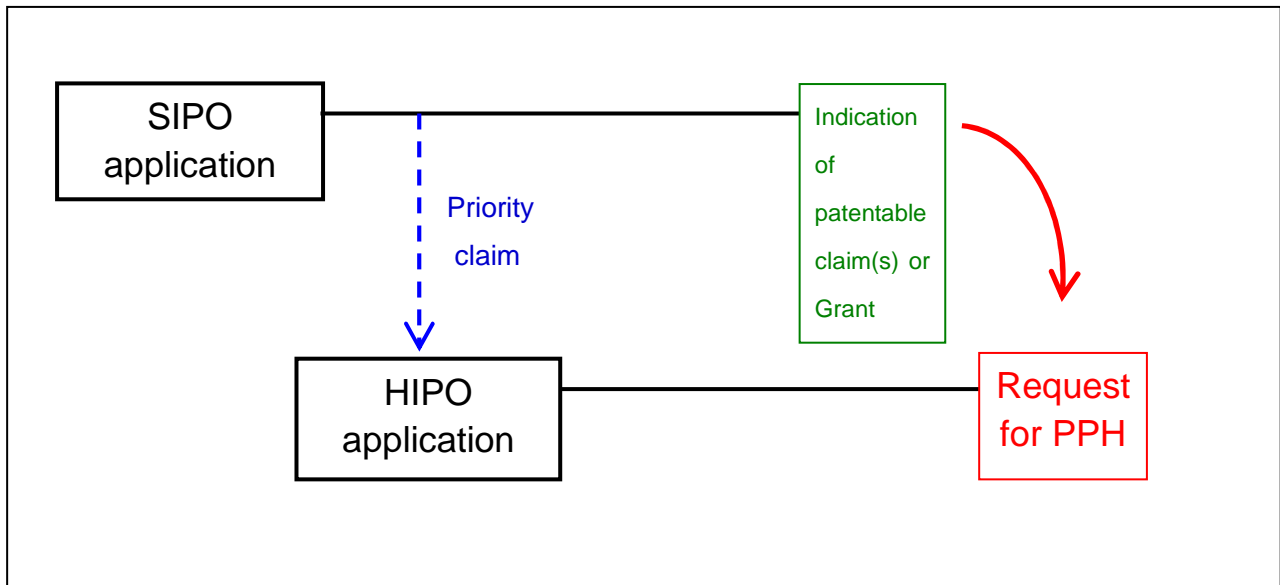 SIPO
application
Indication
of
patentable
claim(s) or
Grant
Priority
claim
HIPO
application
Request
for PPH